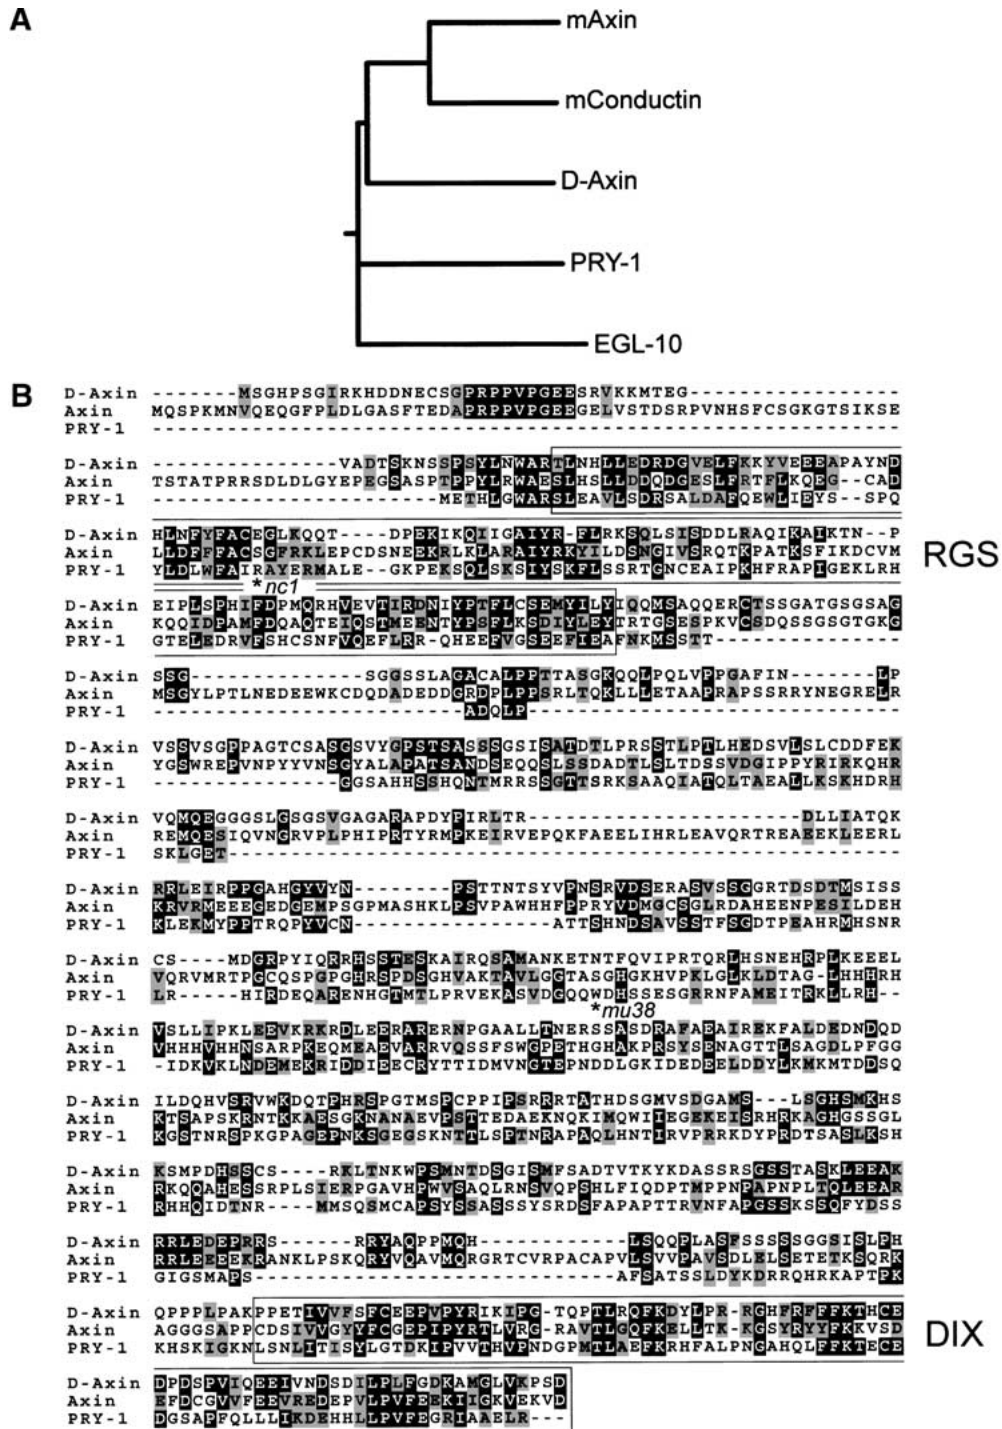 A
mAxin
mConductin
D-Axin
PRY-1
EGL-10
B
D-Axin -------MSGHPSGIRKHDDNECSGPRPPVPGEESRVKKMTEG-----------------
Axin MQSPKMNVQEQGFPLDLGASFTEDAPRPPVPGEEGELVSTDSRPVNHSFCSGKGTSIKSE
PRY-1 ------------------------------------------------------------
D-Axin ---------------VADTSKNSSPSYLNWARTLNHLLEDRDGVELFKKYVEEEAPAYND
Axin TSTATPRRSDLDLGYEPEGSASPTPPYLRWAESLHSLLDDQDGESLFRTFLKQEG--CAD
PRY-1 -----------------------METHLGWARSLEAVLSDRSALDAFQEWLIEYS--SPQ
D-Axin HLNFYFACEGLKQQT----DPEKIKQIIGAIYR-FLRKSQLSISDDLRAQIKAIKTN--P
Axin LLDFFFACSGFRKLEPCDSNEEKRLKLARAIYRKYILDSNGIVSRQTKPATKSFIKDCVM
PRY-1 YLDLWFAIRAYERMALE--GKPEKSQLSKSIYSKFLSSRTGNCEAIPKHFRAPIGEKLRH
RGS
*nc1
D-Axin EIPLSPHIFDPMQRHVEVTIRDNIYPTFLCSEMYILYIQQMSAQQERCTSSGATGSGSAG
Axin KQQIDPAMFDQAQTEIQSTMEENTYPSFLKSDIYLEYTRTGSESPKVCSDQSSGSGTGKG
PRY-1 GTELEDRVFSHCSNFVQEFLRR-QHEEFVGSEEFIEAFNKMSSTT---------------
D-Axin SSG--------------SGGSSLAGACALPPTTASGKQQLPQLVPPGAFIN-------LP
Axin MSGYLPTLNEDEEWKCDQDADEDDGRDPLPPSRLTQKLLLETAAPRAPSSRRYNEGRELR
PRY-1 -------------------------ADQLP------------------------------
D-Axin VSSVSGPPAGTCSASGSVYGPSTSASSSGSISATDTLPRSSTLPTLHEDSVLSLCDDFEK
Axin YGSWREPVNPYYVNSGYALAPATSANDSEQQSLSSDADTLSLTDSSVDGIPPYRIRKQHR
PRY-1 ---------------GGSAHHSSHQNTMRRSSGTTSRKSAAQIATQLTAEALLKSKHDRH
D-Axin VQMQEGGGSLGSGSVGAGARAPDYPIRLTR----------------------DLLIATQK
Axin REMQESIQVNGRVPLPHIPRTYRMPKEIRVEPQKFAEELIHRLEAVQRTREAEEKLEERL
PRY-1 SKLGET------------------------------------------------------
D-Axin RRLEIRPPGAHGYVYN--------PSTTNTSYVPNSRVDSERASVSSGGRTDSDTMSISS
Axin KRVRMEEEGEDGEMPSGPMASHKLPSVPAWHHFPPRYVDMGCSGLRDAHEENPESILDEH
PRY-1 KLEKMYPPTRQPYVCN--------------ATTSHNDSAVSSTFSGDTPEAHRMHSNR
D-Axin CS----MDGRPYIQRRHSSTESKAIRQSAMANKETNTFQVIPRTQRLHSNEHRPLKEEEL
Axin VQRVMRTPGCQSPGPGHRSPDSGHVAKTAVLGGTASGHGKHVPKLGLKLDTAG-LHHHRH
PRY-1 LR-----HIRDEQARENHGTMTLPRVEKASVDGQQWDHSSESGRRNFAMEITRKLLRH--
*mu38
D-Axin VSLLIPKLEEVKRKRDLEERARERNPGAALLTNERSSASDRAFAEAIREKFALDEDNDQD
Axin VHHHVHHNSARPKEQMEAEVARRVQSSFSWGPETHGHAKPRSYSENAGTTLSAGDLPFGG
PRY-1 -IDKVKLNDEMEKRIDDIEECRYTTIDMVNGTEPNDDLGKIDEDEELDDYLKMKMTDDSQ
D-Axin ILDQHVSRVWKDQTPHRSPGTMSPCPPIPSRRRTATHDSGMVSDGAMS---LSGHSMKHS
Axin KTSAPSKRNTKKAESGKNANAEVPSTTEDAEKNQKIMQWIIEGEKEISRHRKAGHGSSGL
PRY-1 KGSTNRSPKGPAGEPNKSGEGSKNTTLSPTNRAPAQLHNTIRVPRRKDYPRDTSASLKSH
D-Axin KSMPDHSSCS----RKLTNKWPSMNTDSGISMFSADTVTKYKDASSRSGSSTASKLEEAK
Axin RKQQAHESSRPLSIERPGAVHPWVSAQLRNSVQPSHLFIQDPTMPPNPAPNPLTQLEEAR
PRY-1 RHHQIDTNR----MMSQSMCAPSYSSASSSYSRDSFAPAPTTRVNFAPGSSKSSQFYDSS
D-Axin RRLEDEPRRS------RRYAQPPMQH------------LSQQPLASFSSSSSGGSISLPH
Axin RRLEEEEKRANKLPSKQRYVQAVMQRGRTCVRPACAPVLSVVPAVSDLELSETETKSQRK
PRY-1 GIGSMAPS-----------------------------AFSATSSLDYKDRRQHRKAPTPK
D-Axin QPPPLPAKPPETIVVFSFCEEPVPYRIKIPG-TQPTLRQFKDYLPR-RGHFRFFFKTHCE
Axin AGGGSAPPCDSIVVGYYFCGEPIPYRTLVRG-RAVTLGQFKELLTK-KGSYRYYFKKVSD
PRY-1 KHSKIGKNLSNLITISYLGTDKIPVVTHVPNDGPMTLAEFKRHFALPNGAHQLFFKTECE
DIX
D-Axin DPDSPVIQEEIVNDSDILPLFGDKAMGLVKPSD
Axin EFDCGVVFEEVREDEPVLPVFEEKIIGKVEKVD
PRY-1 DGSAPFQLLLIKDEHHLLPVFEGRIAAELR---